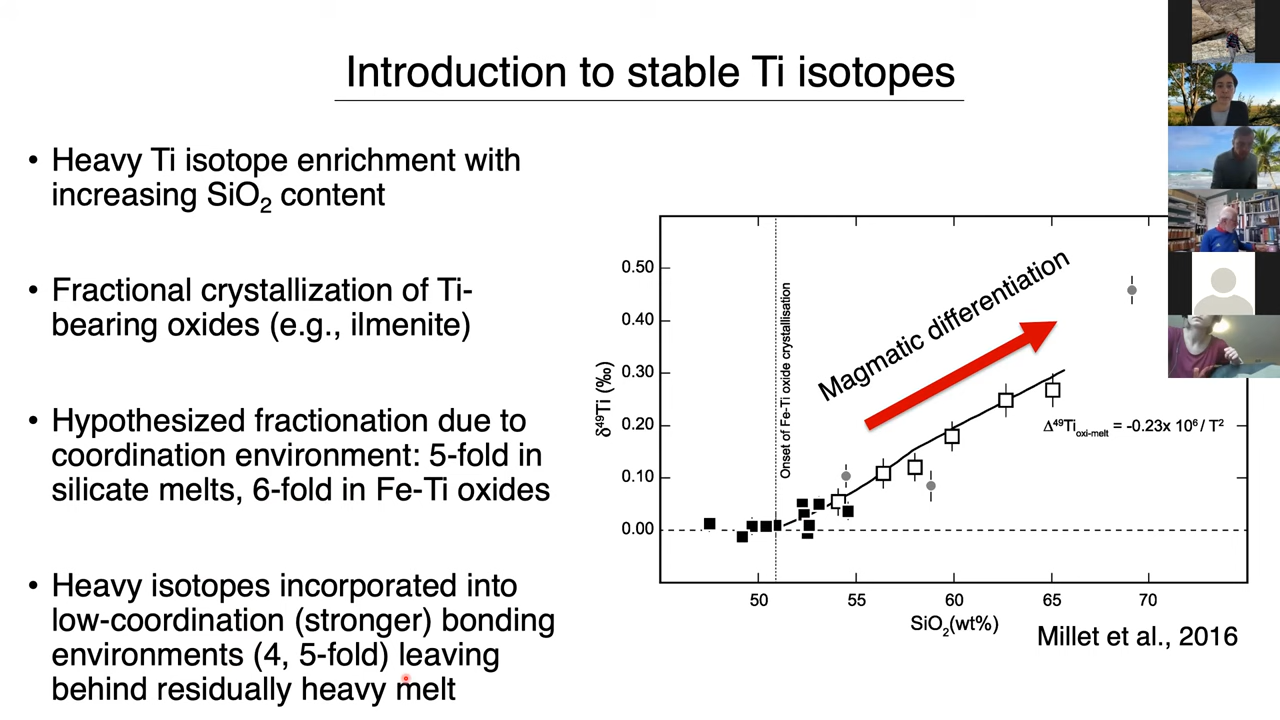 Introduction to stable Ti isotopes
• Heavy Ti isotope enrichment with
increasing SiO₂ content
• Fractional crystallization of Ti-
bearing oxides (e.g., ilmenite)
• Hypothesized fractionation due to
coordination environment: 5-fold in
silicate melts, 6-fold in Fe-Ti oxides
• Heavy isotopes incorporated into
low-coordination (stronger) bonding
environments (4, 5-fold) leaving
behind residually heavy melt
δ⁴⁹Ti (‰)
0.50
0.40
0.30
0.20
0.10
0.00
Onset of Fe-Ti oxide crystallisation
Magmatic differentiation
Δ⁴⁹Ti oxi-melt = -0.23x 10⁶ / T²
50 55 60 65 70
SiO₂(wt%)
Millet et al., 2016